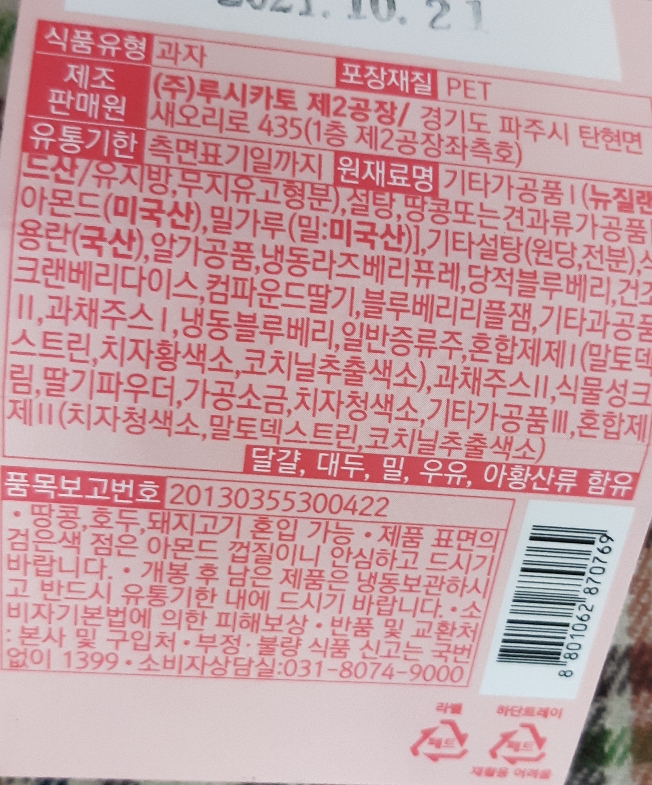 2021. 10. 21
식품유형 과자 포장재질 PET
제조 판매원 (주)루시카토 제2공장/ 경기도 파주시 탄현면
새오리로 435(1층 제2공장좌측호)
유통기한 측면표기일까지 원재료명 기타가공품Ⅰ(뉴질랜
드산/유지방,무지유고형분),설탕,땅콩또는견과류가공품
아몬드(미국산),밀가루(밀:미국산)],기타설탕(원당,전분),식
용란(국산),알가공품,냉동라즈베리퓨레,당적블루베리,건조
크랜베리다이스,컴파운드딸기,블루베리리플잼,기타과공품
Ⅱ,과채주스Ⅰ,냉동블루베리,일반증류주,혼합제제Ⅰ(말토덱
스트린,치자황색소,코치닐추출색소),과채주스Ⅱ,식물성크
림,딸기파우더,가공소금,치자청색소,기타가공품Ⅲ,혼합제
제Ⅱ(치자청색소,말토덱스트린,코치닐추출색소)
달걀, 대두, 밀, 우유, 아황산류 함유
품목보고번호 20130355300422
• 땅콩,호두,돼지고기 혼입 가능 • 제품 표면의
검은색 점은 아몬드 껍질이니 안심하고 드시기
바랍니다. • 개봉 후 남은 제품은 냉동보관하시
고 반드시 유통기한 내에 드시기 바랍니다. • 소
비자기본법에 의한 피해보상 • 반품 및 교환처
: 본사 및 구입처 • 부정·불량 식품 신고는 국번
없이 1399 • 소비자상담실:031-8074-9000
8 801062 870769
라벨 하단트레이
페트 페트
재활용 어려움